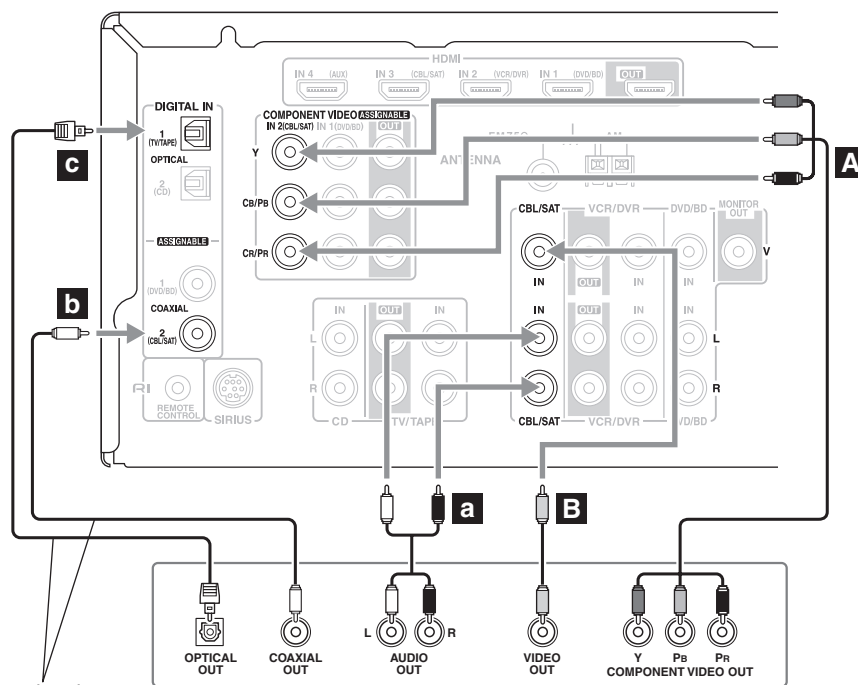 HDMI
IN 4 (AUX) IN 3 (CBL/SAT) IN 2 (VCR/DVR) IN 1 (DVD/BD) OUT
DIGITAL IN
COMPONENT VIDEO ASSIGNABLE
IN 2(CBL/SAT) IN 1(DVD/BD) OUT
1
(TV/TAPE)
Y
OPTICAL
ANTENNA
AM
c
A
2
(CD)
CB/PB
CBL/SAT VCR/DVR DVD/BD MONITOR OUT
ASSIGNABLE
CR/PR
V
1
(DVD/BD)
IN OUT IN IN
b
COAXIAL
2
(CBL/SAT)
IN OUT IN
L
IN OUT IN IN
L
R
R
RI
REMOTE
CONTROL
SIRIUS
CD TV/TAPE
CBL/SAT VCR/DVR DVD/BD
a
B
L R
OPTICAL
OUT
COAXIAL
OUT
AUDIO
OUT
VIDEO
OUT
Y PB PR
COMPONENT VIDEO OUT